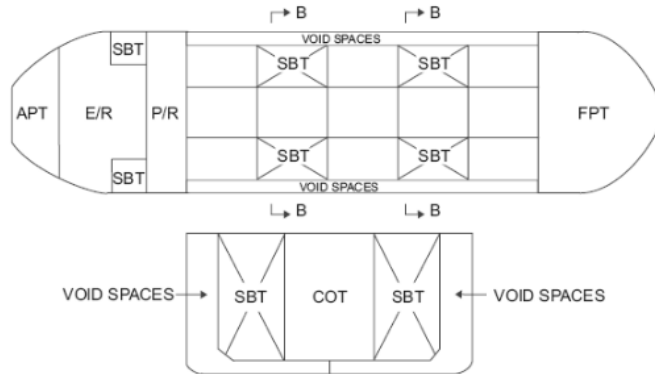 B B
VOID SPACES
SBT SBT SBT
APT E/R P/R FPT
SBT SBT SBT
VOID SPACES
B B
VOID SPACES SBT COT SBT VOID SPACES